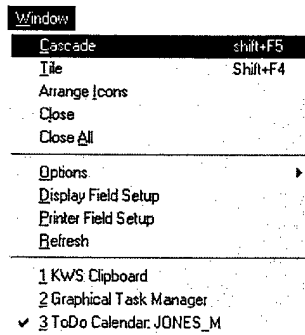 Window
Cascade shift+F5
Tile Shift+F4
Arrange Icons
Close
Close All
Options
Display Field Setup
Printer Field Setup
Refresh
1 KWS Clipboard
2 Graphical Task Manager
✔ 3 ToDo Calendar: JONES_M